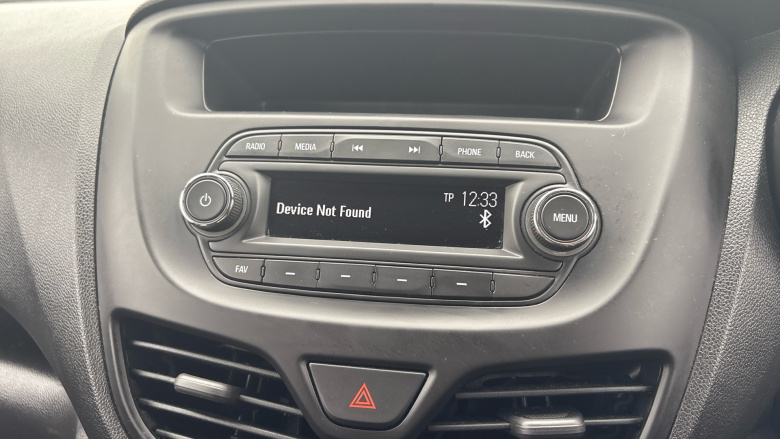 RADIO MEDIA PHONE BACK
TP 12:33
Device Not Found
MENU
FAV